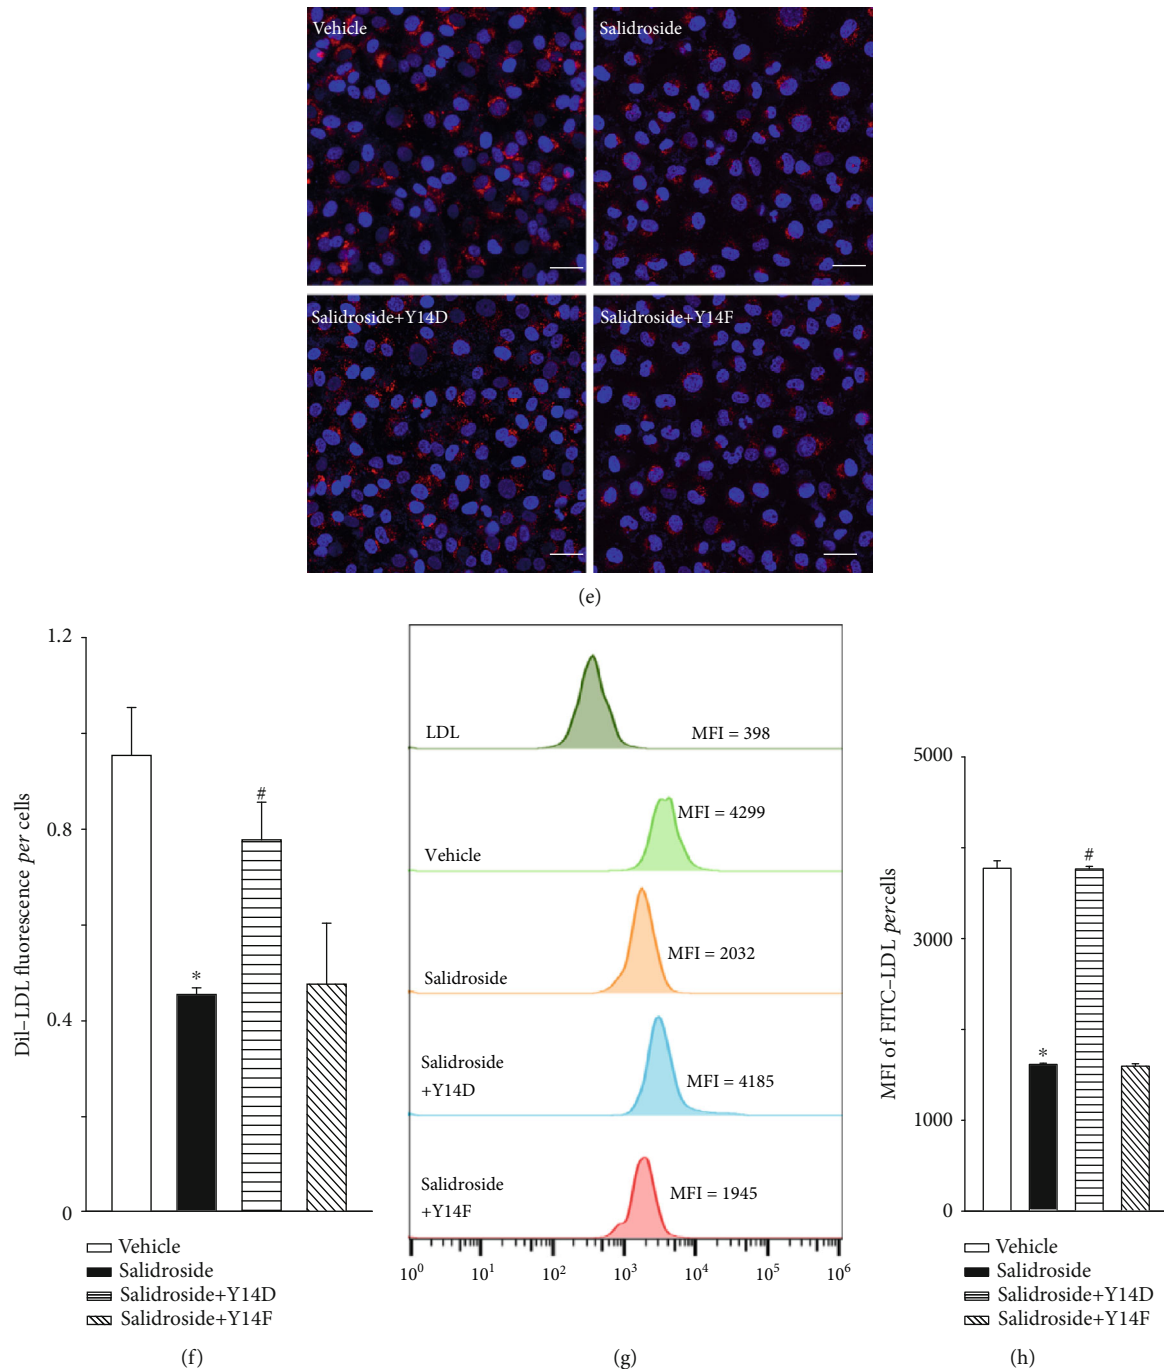 Vehicle
Salidroside
Salidroside+Y14D
Salidroside+Y14F
(e)
Dil–LDL fluorescence per cells
1.2
0.8
0.4
0
*
#
Vehicle
Salidroside
Salidroside+Y14D
Salidroside+Y14F
(f)
LDL
MFI = 398
Vehicle
MFI = 4299
Salidroside
MFI = 2032
Salidroside
+Y14D
MFI = 4185
Salidroside
+Y14F
MFI = 1945
10⁰ 10¹ 10² 10³ 10⁴ 10⁵ 10⁶
(g)
MFI of FITC–LDL percells
5000
3000
1000
0
*
#
Vehicle
Salidroside
Salidroside+Y14D
Salidroside+Y14F
(h)